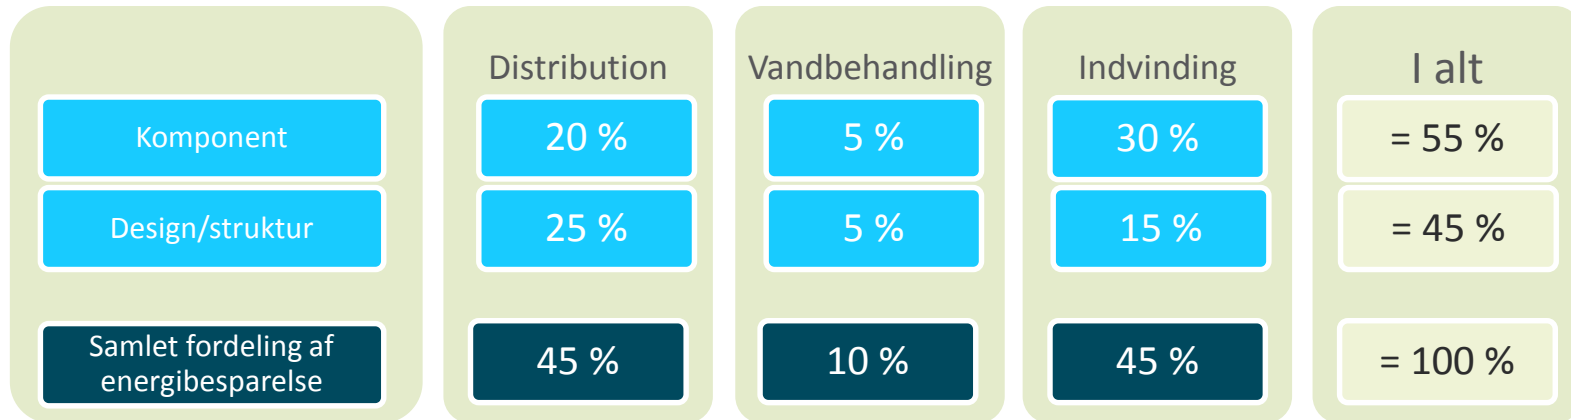 Distribution Vandbehandling Indvinding I alt
Komponent 20 % 5 % 30 % = 55 %
Design/struktur 25 % 5 % 15 % = 45 %
Samlet fordeling af
energibesparelse 45 % 10 % 45 % = 100 %